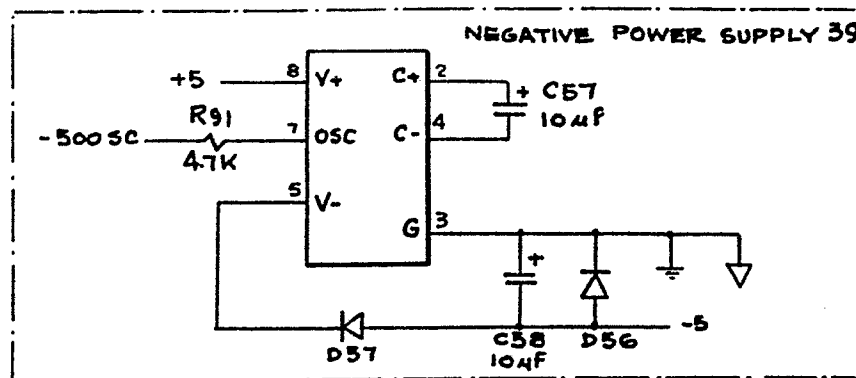 NEGATIVE POWER SUPPLY 39
+5
8
V+
C+
2
+
C57
10µf
-500SC
R91
4.7K
7
OSC
C-
4
5
V-
G
3
+
C58
10µF
D37
D56
-5